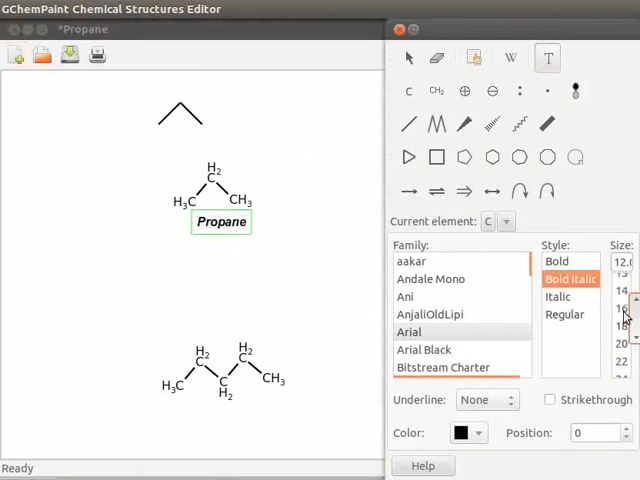 GChemPaint Chemical Structures Editor
*Propane
W T
C CH2
H2
C
H3C CH3
Propane
H2 H2
C C
H3C C CH3
H2
Current element: C
Family: Style: Size:
aakar Bold 12.0
Andale Mono Bold Italic 14
Ani Italic 16
AnjaliOldLipi Regular 18
Arial 20
Arial Black 22
Bitstream Charter 24
Underline: None Strikethrough
Color: Position: 0
Help
Ready